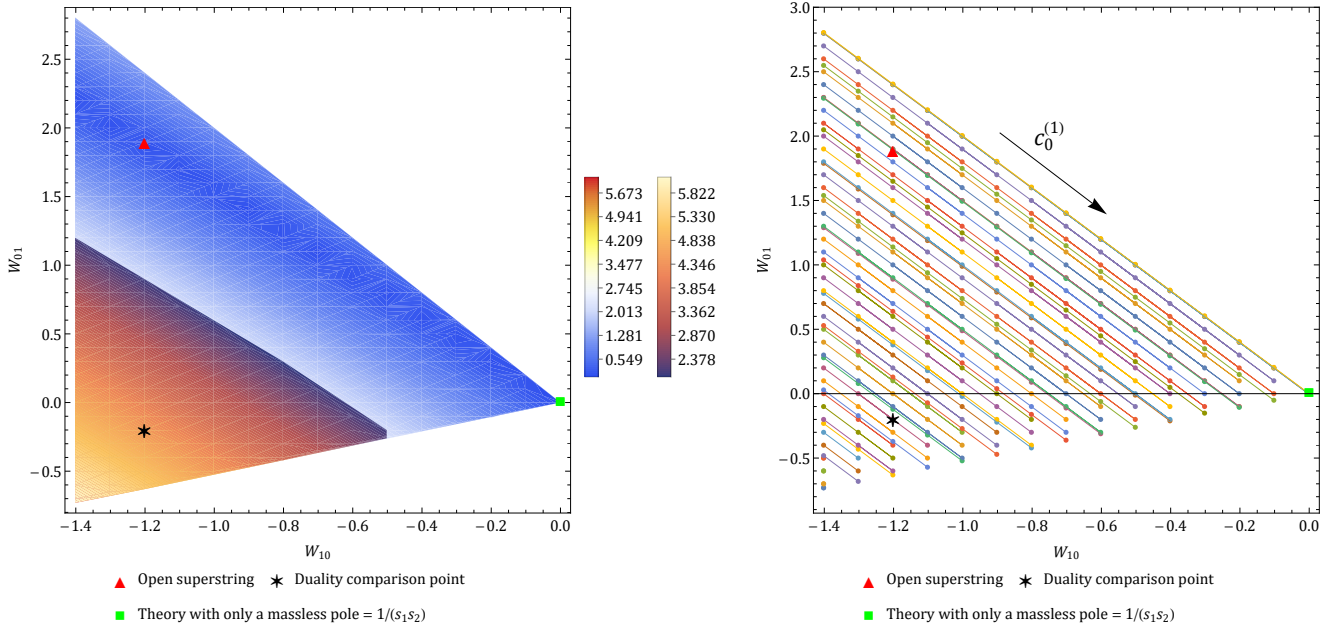 2.5
2.0
1.5
1.0
0.5
0.0
−0.5
W01
−1.4 −1.2 −1.0 −0.8 −0.6 −0.4 −0.2 0.0
W10
5.673
4.941
4.209
3.477
2.745
2.013
1.281
0.549
5.822
5.330
4.838
4.346
3.854
3.362
2.870
2.378
Open superstring Duality comparison point
Theory with only a massless pole = 1/(s₁s₂)
3.0
2.5
2.0
1.5
1.0
0.5
0.0
−0.5
W01
c₀⁽¹⁾
−1.4 −1.2 −1.0 −0.8 −0.6 −0.4 −0.2 0.0
W10
Open superstring Duality comparison point
Theory with only a massless pole = 1/(s₁s₂)